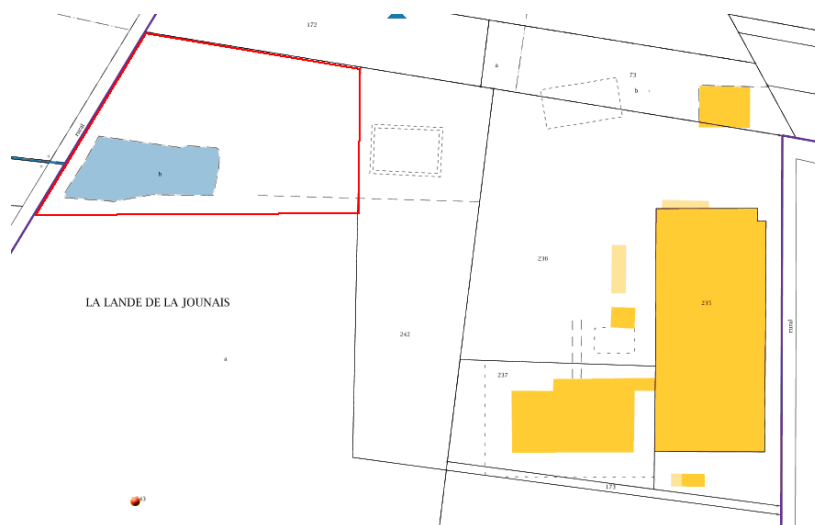 172
a
73
b
rural
b
236
LA LANDE DE LA JOUNAIS
235
rural
242
a
237
173